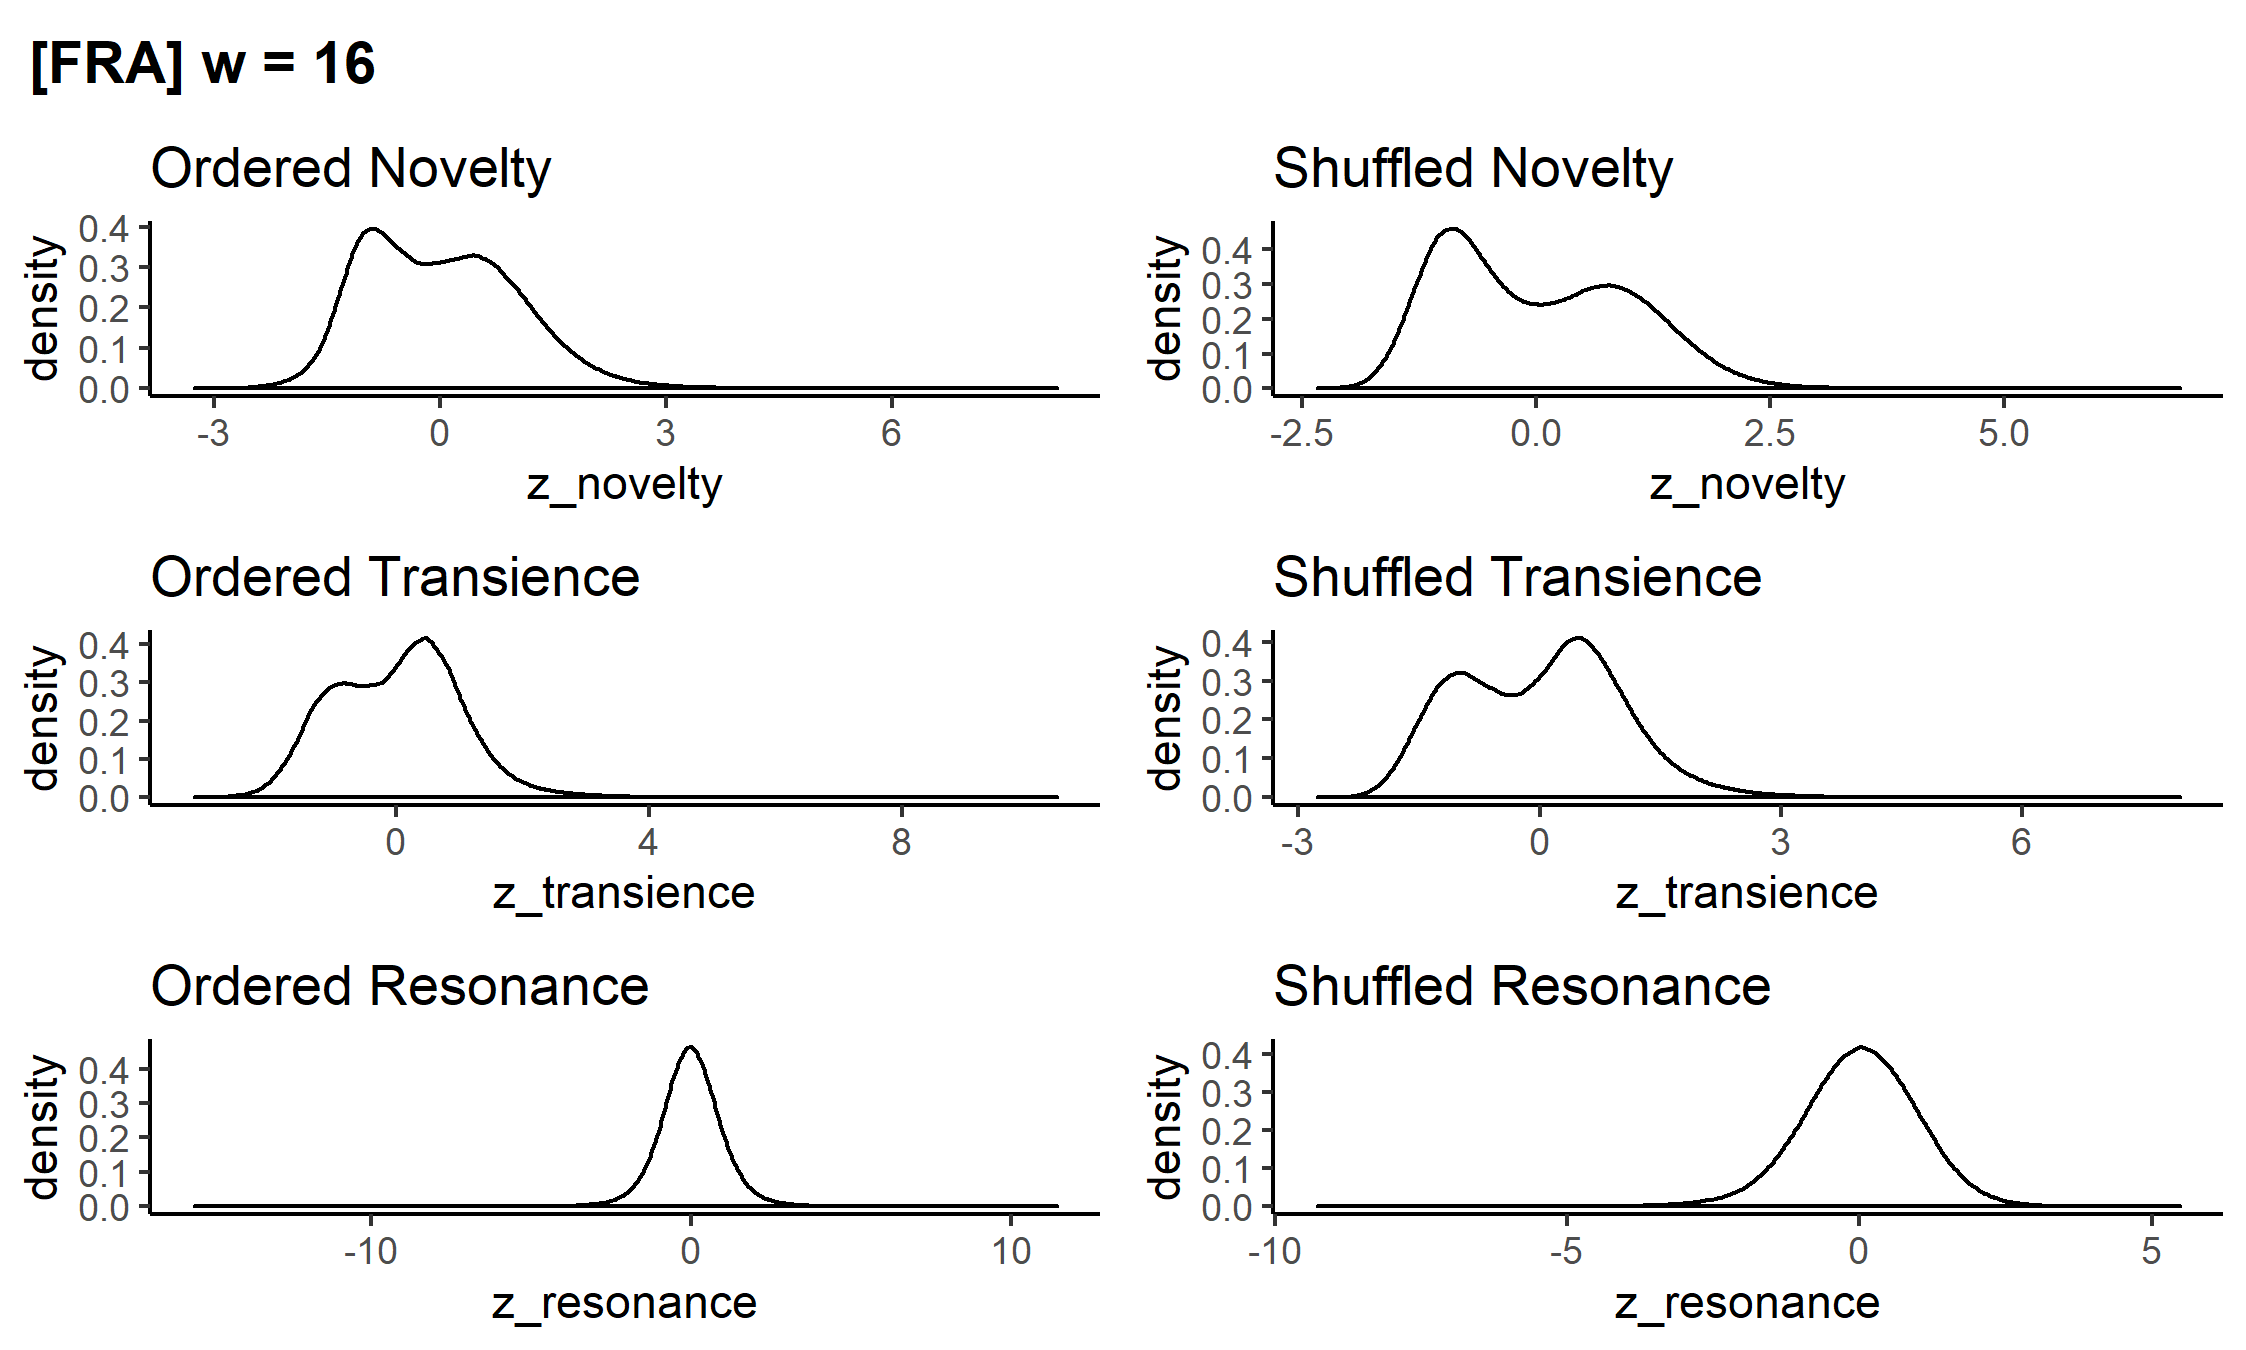 [FRA] w = 16
Ordered Novelty
density
0.4
0.3
0.2
0.1
0.0
-3 0 3 6
z_novelty
Shuffled Novelty
density
0.4
0.3
0.2
0.1
0.0
-2.5 0.0 2.5 5.0
z_novelty
Ordered Transience
density
0.4
0.3
0.2
0.1
0.0
0 4 8
z_transience
Shuffled Transience
density
0.4
0.3
0.2
0.1
0.0
-3 0 3 6
z_transience
Ordered Resonance
density
0.4
0.3
0.2
0.1
0.0
-10 0 10
z_resonance
Shuffled Resonance
density
0.4
0.3
0.2
0.1
0.0
-10 -5 0 5
z_resonance